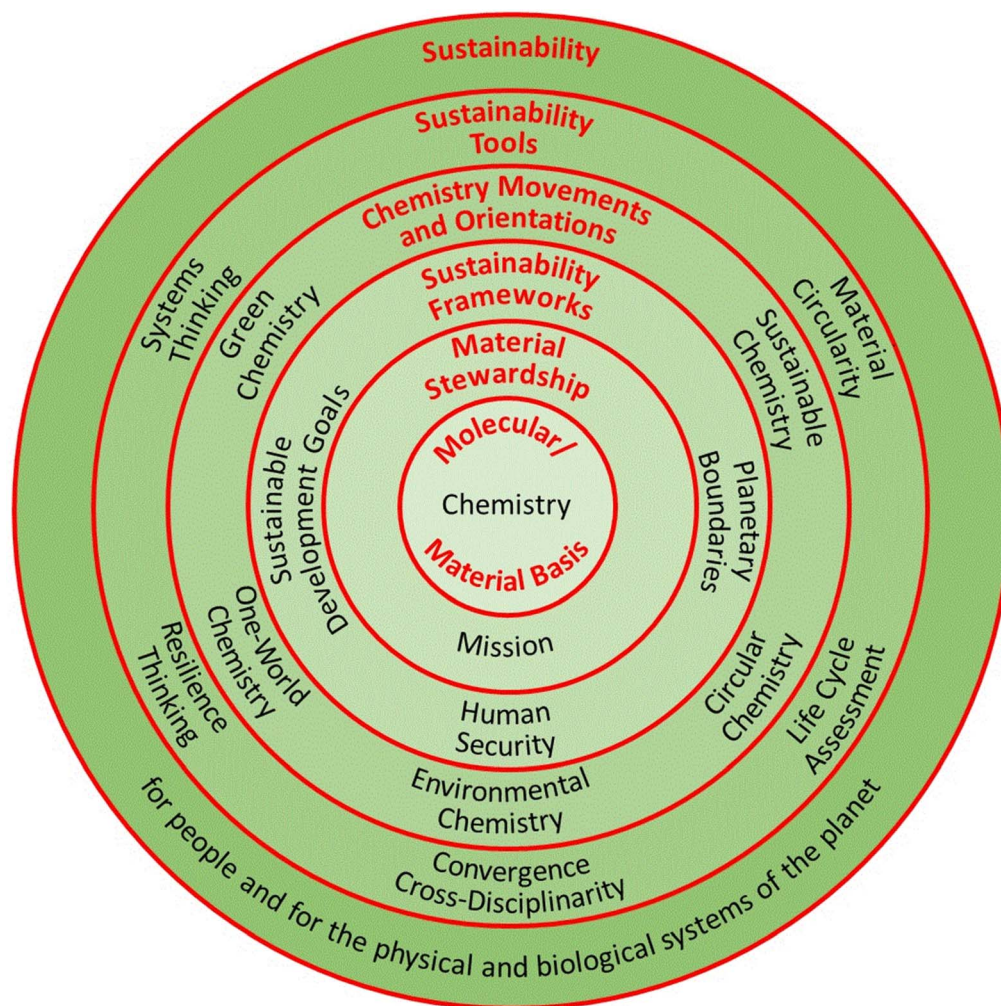 Sustainability
Sustainability
Tools
Chemistry Movements
and Orientations
Sustainability
Frameworks
Material
Stewardship
Molecular/
Chemistry
Material Basis
Mission
Systems
Thinking
Green
Chemistry
Sustainable
Development Goals
Planetary
Boundaries
Sustainable
Chemistry
Material
Circularity
One-World
Chemistry
Resilience
Thinking
Circular
Chemistry
Life Cycle
Assessment
Human
Security
Environmental
Chemistry
Convergence
Cross-Disciplinarity
for people and for the physical and biological systems of the planet